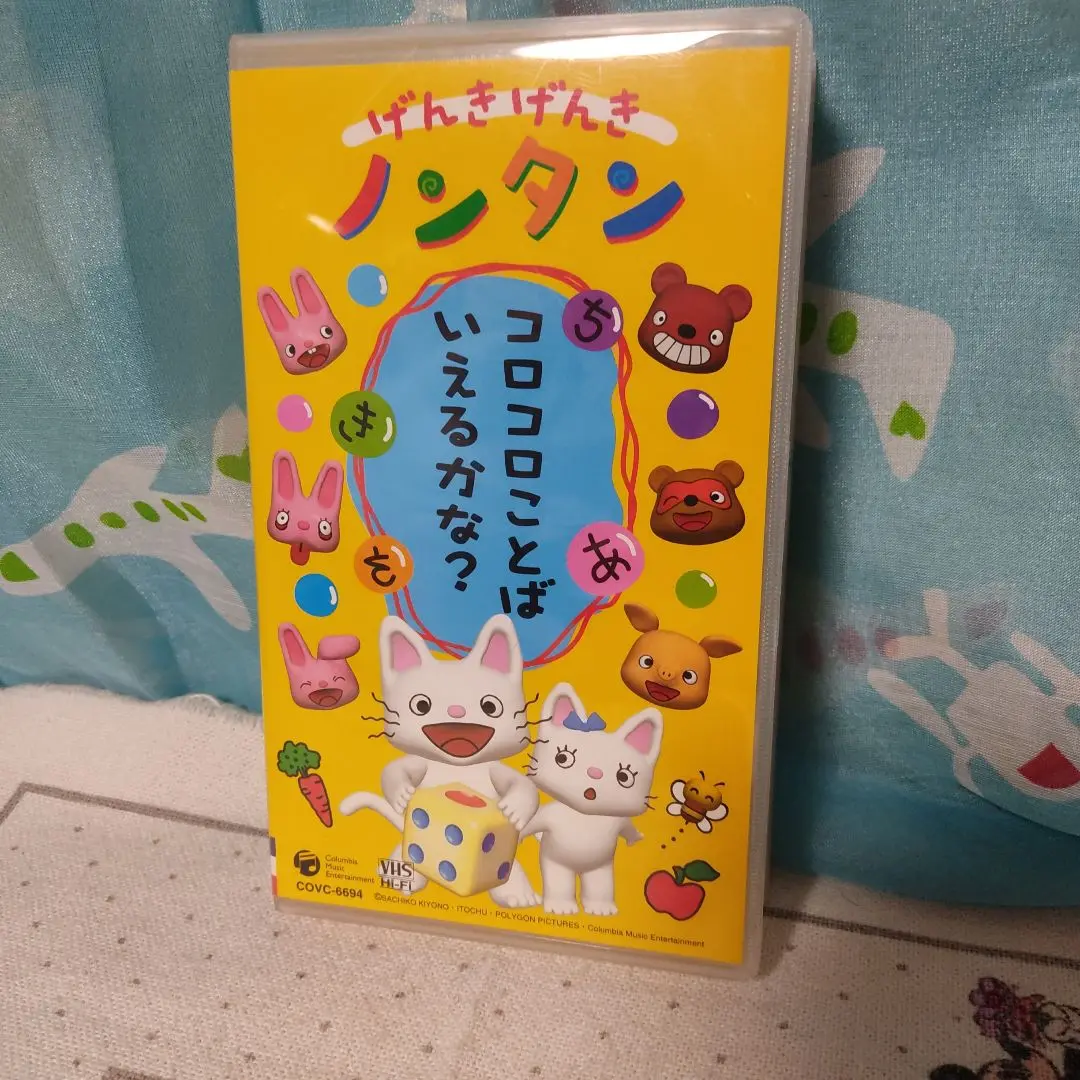 げんきげんき
ノンタン
コロコロことば
いえるかな?
ち
き
あ
そ
Columbia
Music
Entertainment
COVC-6694
VHS
Hi-Fi
©SACHIKO KIYONO・ITOCHU・POLYGON PICTURES・Columbia Music Entertainment